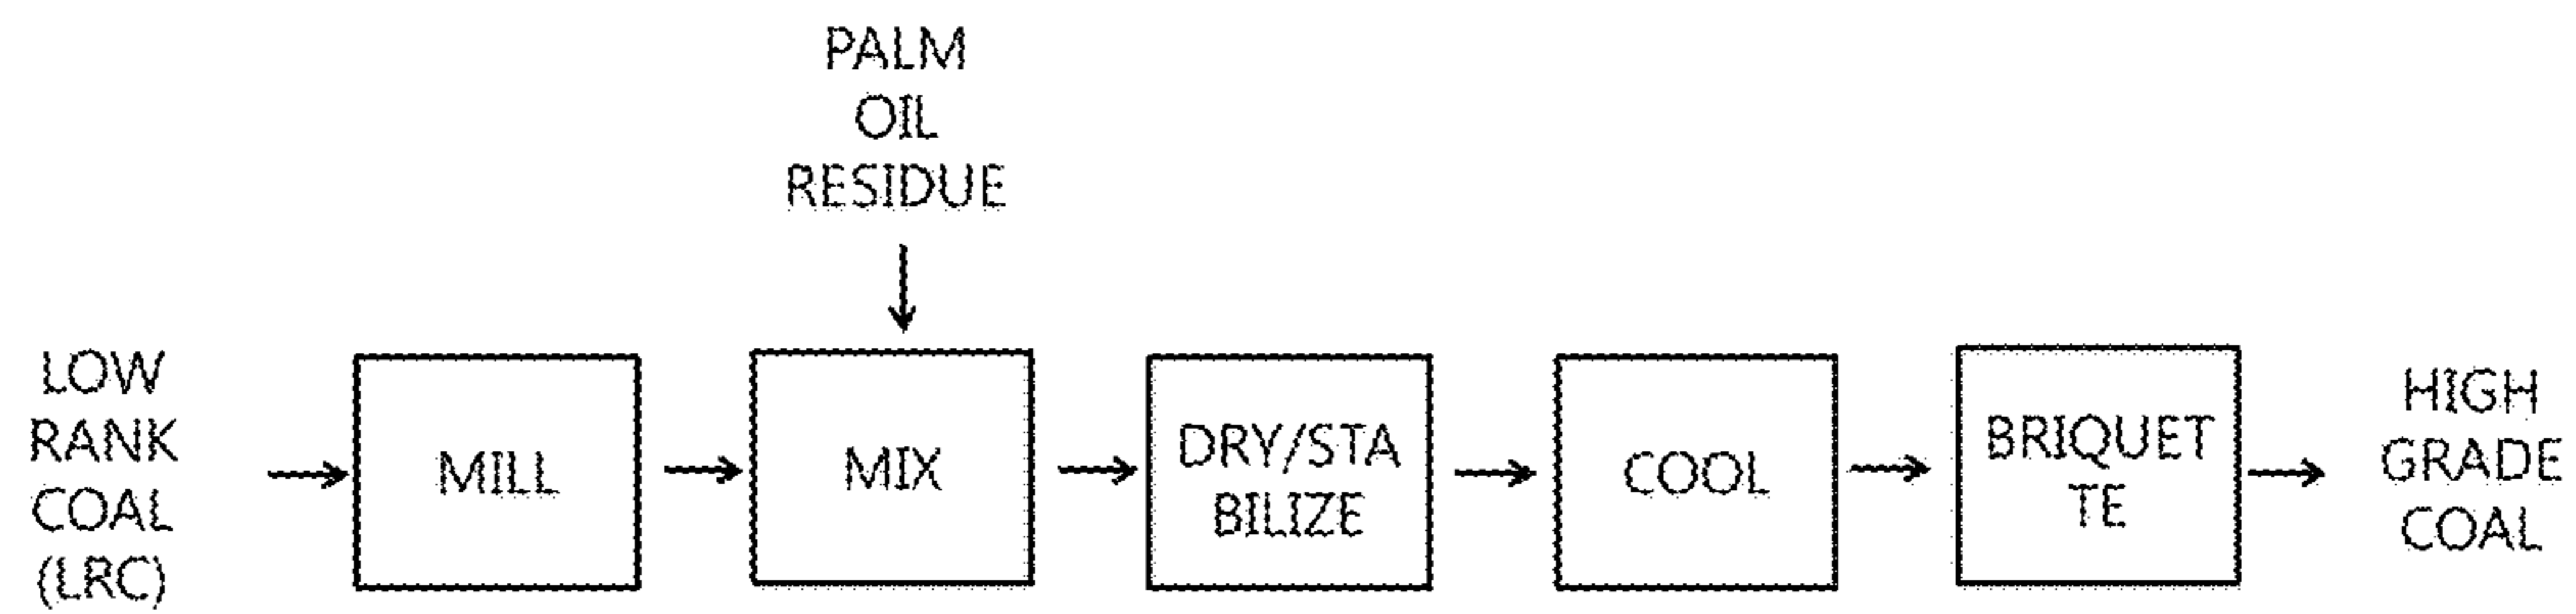 PALM
OIL
RESIDUE
LOW
RANK
COAL
(LRC)
MILL
MIX
DRY/STA
BILIZE
COOL
BRIQUET
TE
HIGH
GRADE
COAL